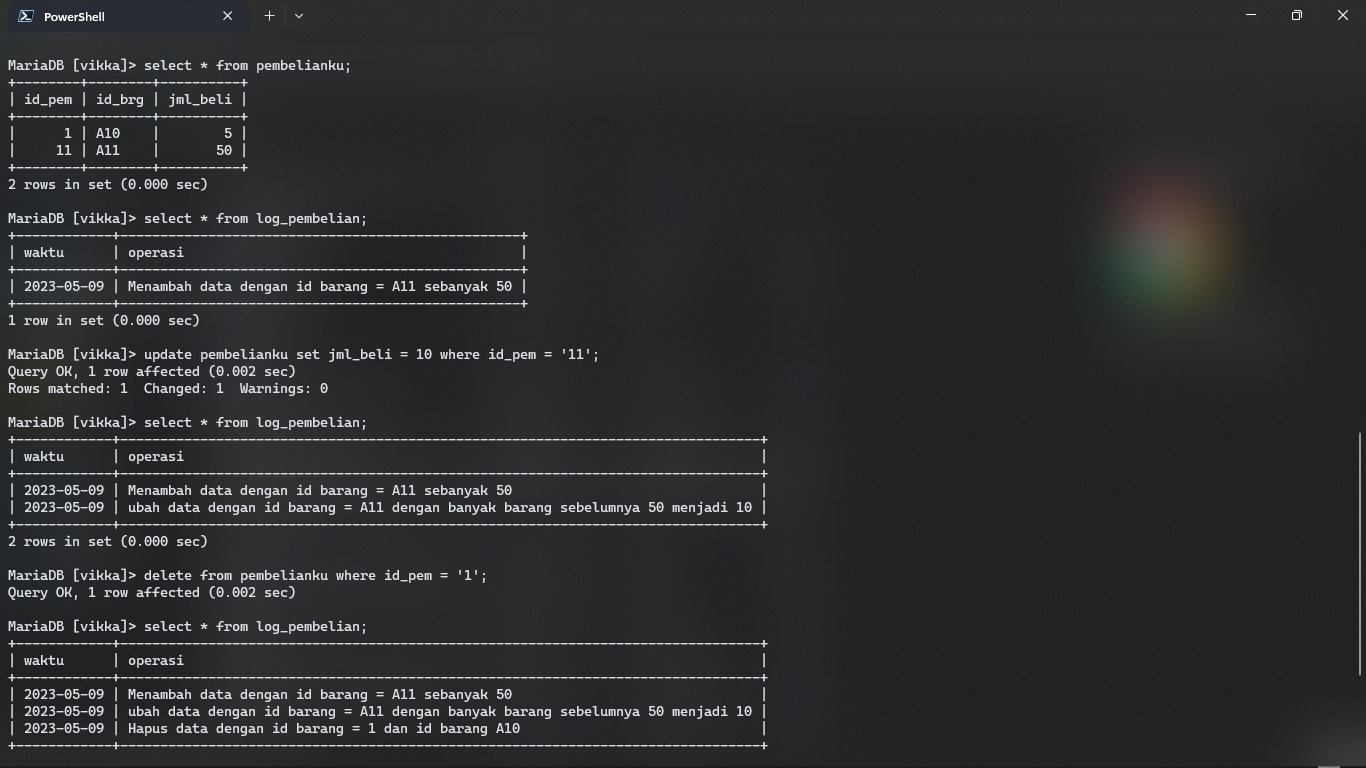 PowerShell
MariaDB [vikka]> select * from pembelianku;
+--------+--------+----------+
| id_pem | id_brg | jml_beli |
+--------+--------+----------+
|      1 | A10    |        5 |
|     11 | A11    |       50 |
+--------+--------+----------+
2 rows in set (0.000 sec)
MariaDB [vikka]> select * from log_pembelian;
+------------+--------------------------------------------------+
| waktu      | operasi                                          |
+------------+--------------------------------------------------+
| 2023-05-09 | Menambah data dengan id barang = A11 sebanyak 50 |
+------------+--------------------------------------------------+
1 row in set (0.000 sec)
MariaDB [vikka]> update pembelianku set jml_beli = 10 where id_pem = '11';
Query OK, 1 row affected (0.002 sec)
Rows matched: 1  Changed: 1  Warnings: 0
MariaDB [vikka]> select * from log_pembelian;
+------------+--------------------------------------------------------------------------------+
| waktu      | operasi                                                                        |
+------------+--------------------------------------------------------------------------------+
| 2023-05-09 | Menambah data dengan id barang = A11 sebanyak 50                               |
| 2023-05-09 | ubah data dengan id barang = A11 dengan banyak barang sebelumnya 50 menjadi 10 |
+------------+--------------------------------------------------------------------------------+
2 rows in set (0.000 sec)
MariaDB [vikka]> delete from pembelianku where id_pem = '1';
Query OK, 1 row affected (0.002 sec)
MariaDB [vikka]> select * from log_pembelian;
+------------+--------------------------------------------------------------------------------+
| waktu      | operasi                                                                        |
+------------+--------------------------------------------------------------------------------+
| 2023-05-09 | Menambah data dengan id barang = A11 sebanyak 50                               |
| 2023-05-09 | ubah data dengan id barang = A11 dengan banyak barang sebelumnya 50 menjadi 10 |
| 2023-05-09 | Hapus data dengan id barang = 1 dan id barang A10                              |
+------------+--------------------------------------------------------------------------------+